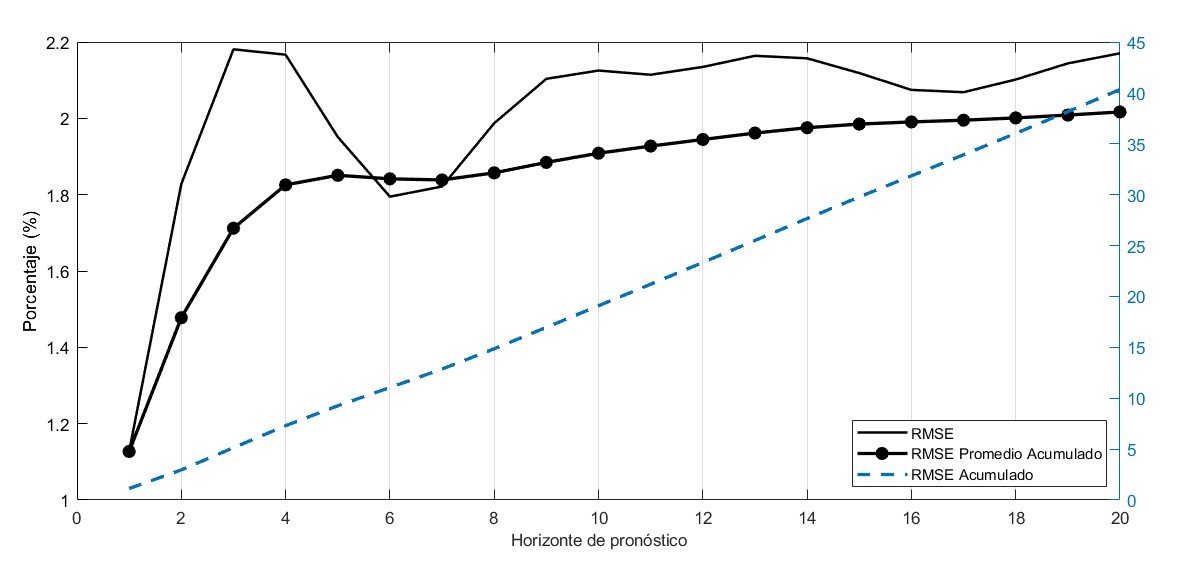 2.2
2
1.8
1.6
1.4
1.2
1
Porcentaje (%)
45
40
35
30
25
20
15
10
5
0
RMSE
RMSE Promedio Acumulado
RMSE Acumulado
0 2 4 6 8 10 12 14 16 18 20
Horizonte de pronóstico